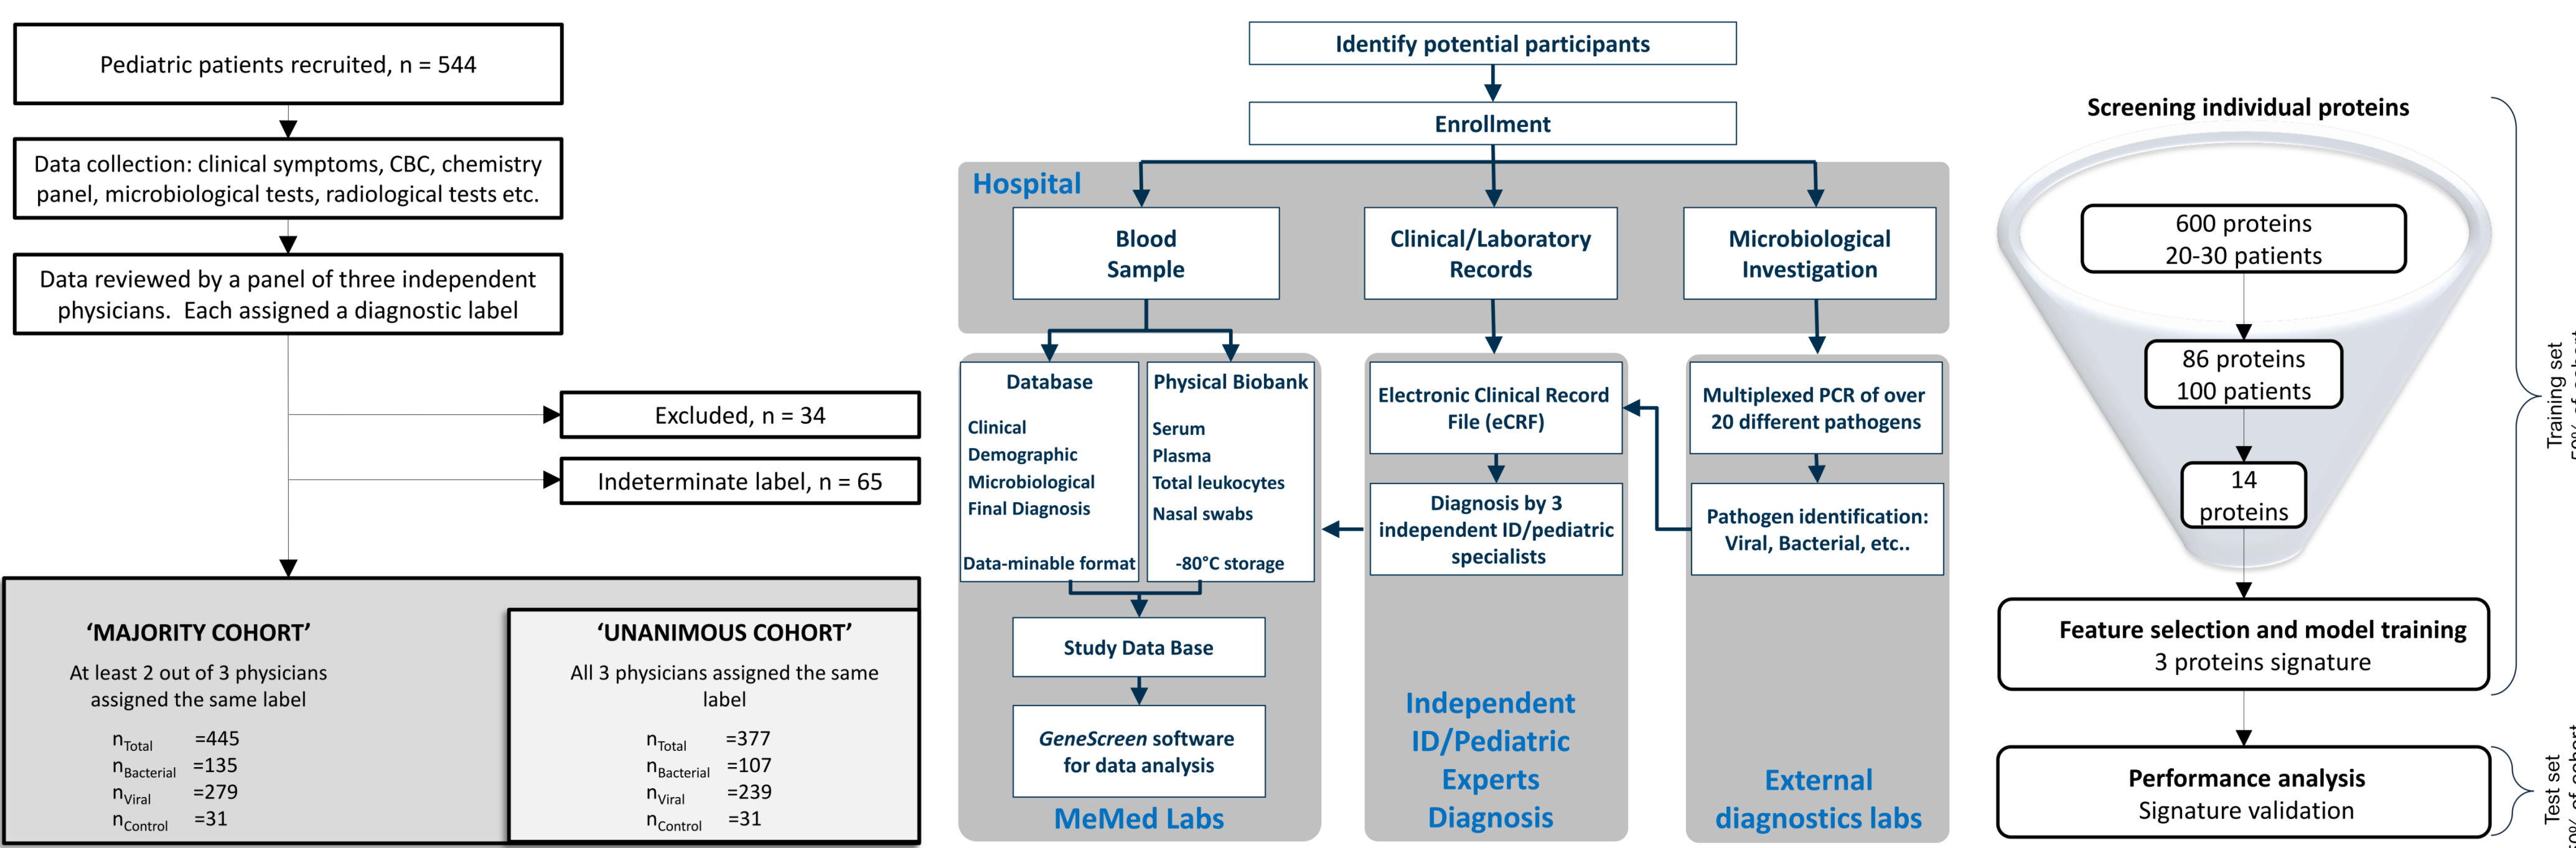 Pediatric patients recruited, n = 544
Data collection: clinical symptoms, CBC, chemistry
panel, microbiological tests, radiological tests etc.
Data reviewed by a panel of three independent
physicians. Each assigned a diagnostic label
Excluded, n = 34
Indeterminate label, n = 65
‘MAJORITY COHORT’
At least 2 out of 3 physicians
assigned the same label
nTotal =445
nBacterial =135
nViral =279
nControl =31
‘UNANIMOUS COHORT’
All 3 physicians assigned the same
label
nTotal =377
nBacterial =107
nViral =239
nControl =31
Identify potential participants
Enrollment
Hospital
Blood
Sample
Clinical/Laboratory
Records
Microbiological
Investigation
Database
Clinical
Demographic
Microbiological
Final Diagnosis
Data-minable format
Physical Biobank
Serum
Plasma
Total leukocytes
Nasal swabs
-80°C storage
Study Data Base
GeneScreen software
for data analysis
MeMed Labs
Electronic Clinical Record
File (eCRF)
Diagnosis by 3
independent ID/pediatric
specialists
Independent
ID/Pediatric
Experts
Diagnosis
Multiplexed PCR of over
20 different pathogens
Pathogen identification:
Viral, Bacterial, etc..
External
diagnostics labs
Screening individual proteins
600 proteins
20-30 patients
86 proteins
100 patients
14
proteins
Feature selection and model training
3 proteins signature
Performance analysis
Signature validation
Training set
Test set